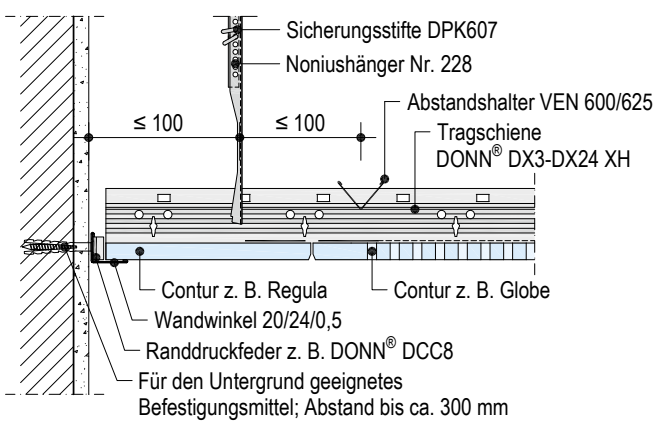 Sicherungsstifte DPK607
Noniushänger Nr. 228
Abstandshalter VEN 600/625
≤ 100
≤ 100
Tragschiene
DONN® DX3-DX24 XH
Contur z. B. Regula
Contur z. B. Globe
Wandwinkel 20/24/0,5
Randdruckfeder z. B. DONN® DCC8
Für den Untergrund geeignetes
Befestigungsmittel; Abstand bis ca. 300 mm